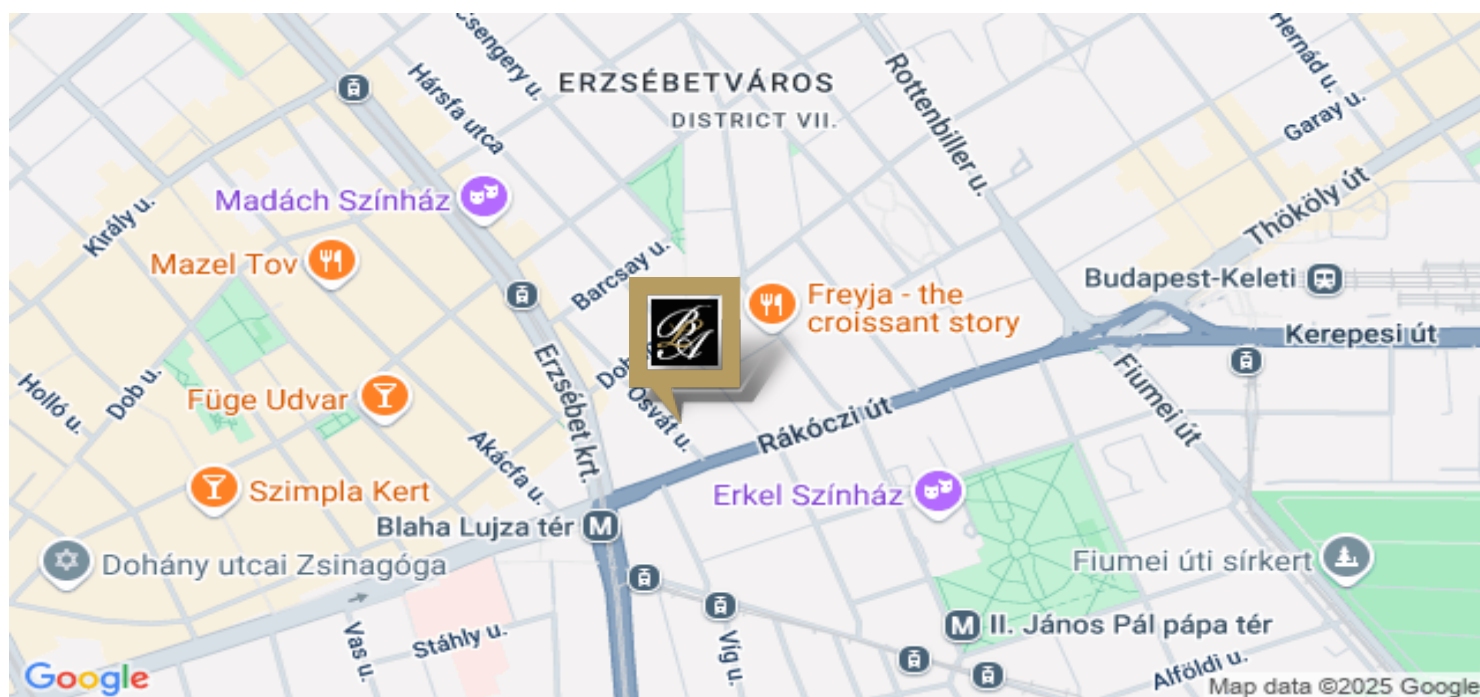 Csengery u.
ERZSÉBETVÁROS
DISTRICT VII.
Rottenbiller u.
Hernád u.
Garay u.
Hársfa utca
Madách Színház
Király u.
Thököly út
Mazel Tov
Barcsay u.
Budapest-Keleti
Freyja - the
croissant story
Kerepesi út
BLA
Erzsébet krt.
Holló u.
Dob u.
Füge Udvar
Osvát u.
Fiumei út
Rákóczi út
Akácfa u.
Szimpla Kert
Erkel Színház
Blaha Lujza tér
M
Dohány utcai Zsinagóga
Fiumei úti sírkert
Vas u.
Stáhly u.
Víg u.
M
II. János Pál pápa tér
Alföldi u.
Google
Map data ©2025 Google